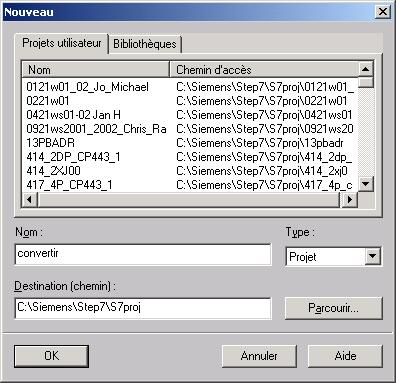 Nouveau
Projets utilisateur Bibliothèques
Nom Chemin d'accès
0121w01_02_Jo_Michael C:\Siemens\Step7\S7proj\0121w01_
0221w01 C:\Siemens\Step7\S7proj\0221w01
0421ws01-02 Jan H C:\Siemens\Step7\S7proj\0421ws01
0921ws2001_2002_Chris_Ra C:\Siemens\Step7\S7proj\0921ws20
13PBADR C:\Siemens\Step7\S7proj\13pbadr
414_2DP_CP443_1 C:\Siemens\Step7\S7proj\414_2dp_
414_2XJ00 C:\Siemens\Step7\S7proj\414_2xj0
417_4P_CP443_1 C:\Siemens\Step7\S7proj\417_4p_c
Nom : Type :
convertir Projet
Destination (chemin) :
C:\Siemens\Step7\S7proj Parcourir...
OK Annuler Aide